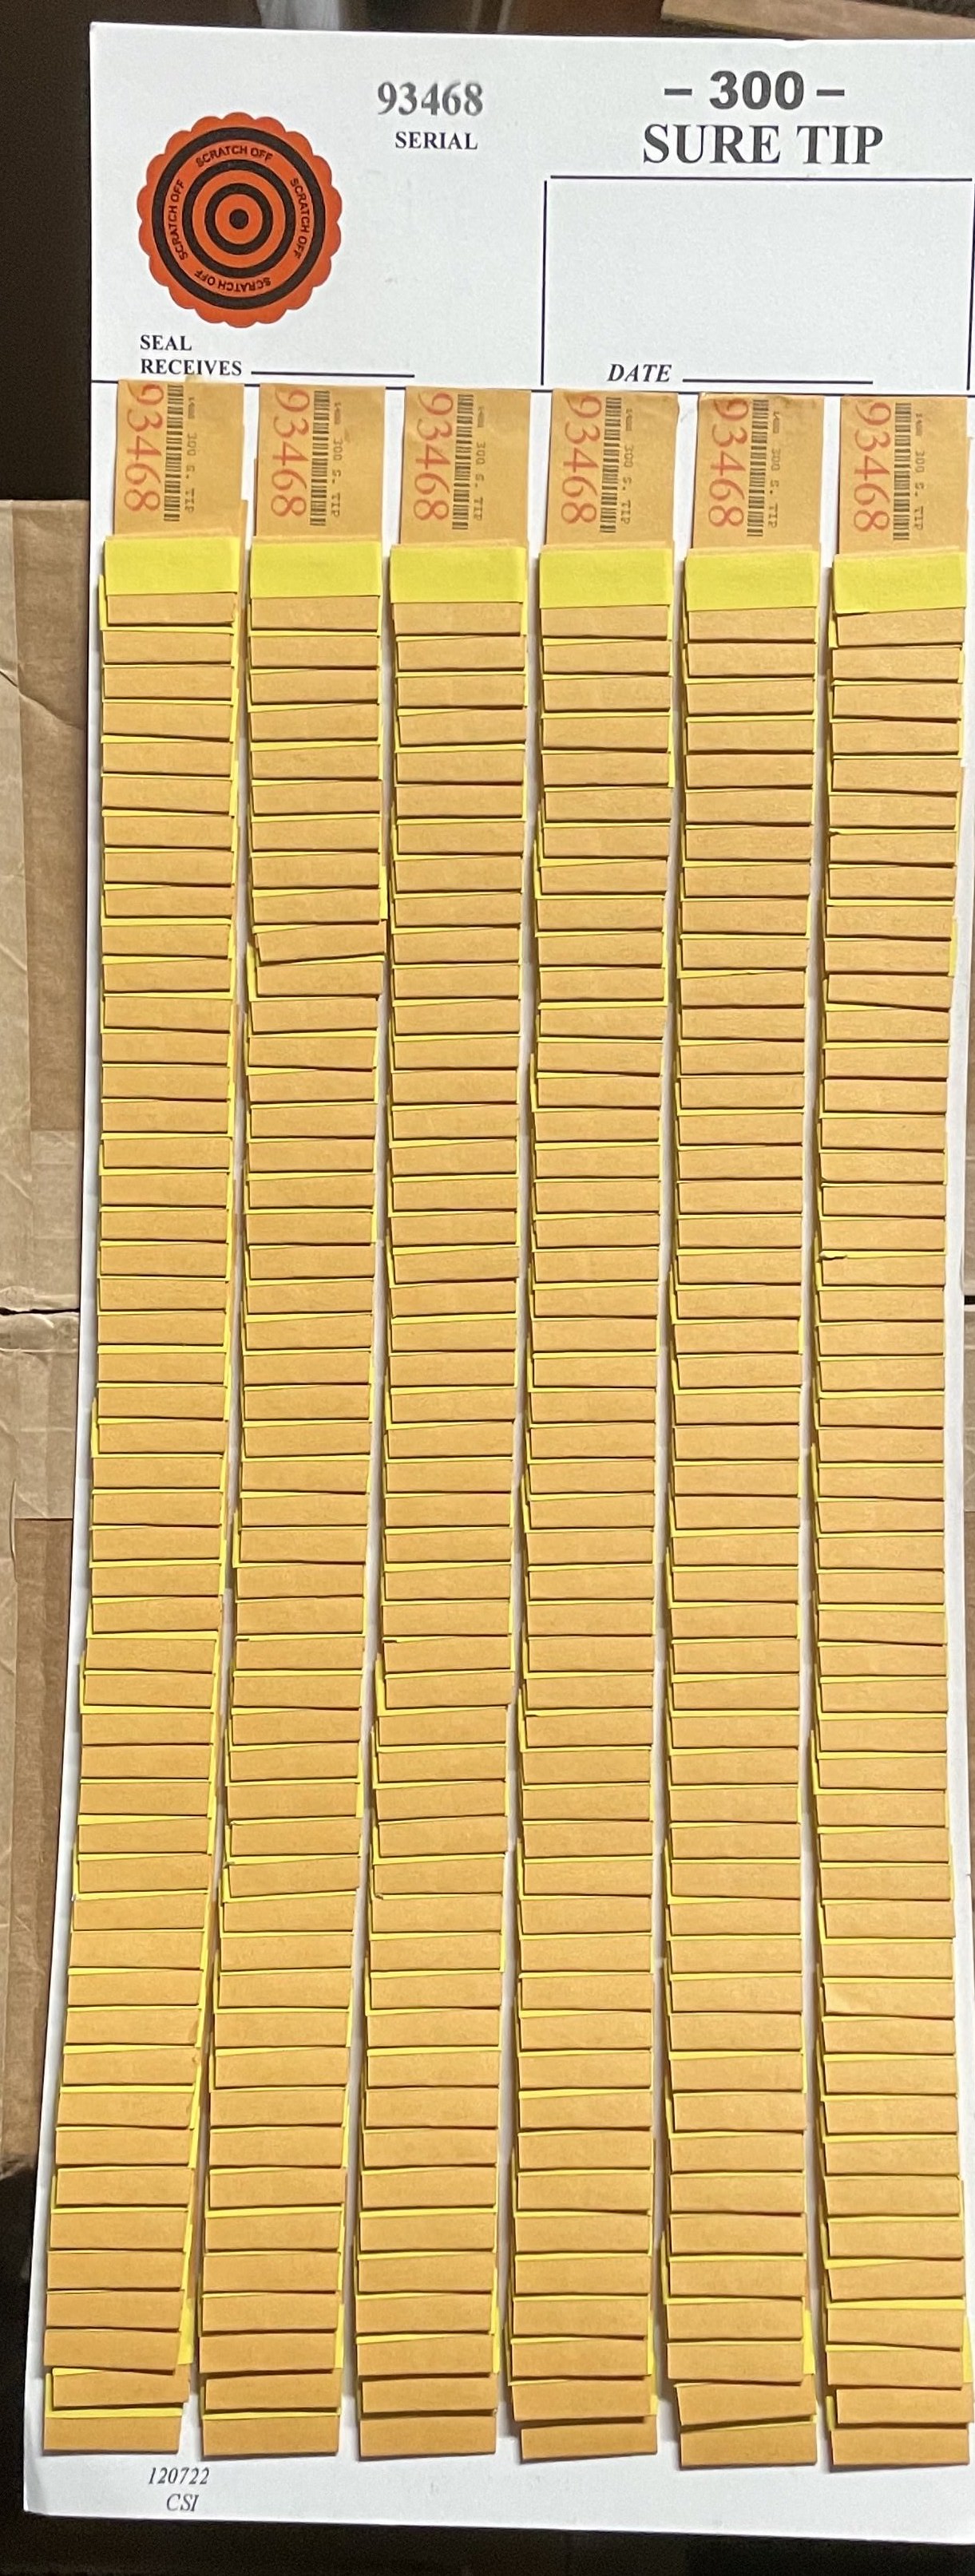 93468
SERIAL
– 300 –
SURE TIP
SCRATCH OFF
SCRATCH OFF
SCRATCH OFF
SCRATCH OFF
SEAL
RECEIVES
DATE
93468
300 S. TIP
93468
300 S. TIP
93468
300 S. TIP
93468
300 S. TIP
93468
300 S. TIP
93468
300 S. TIP
120722
CSI